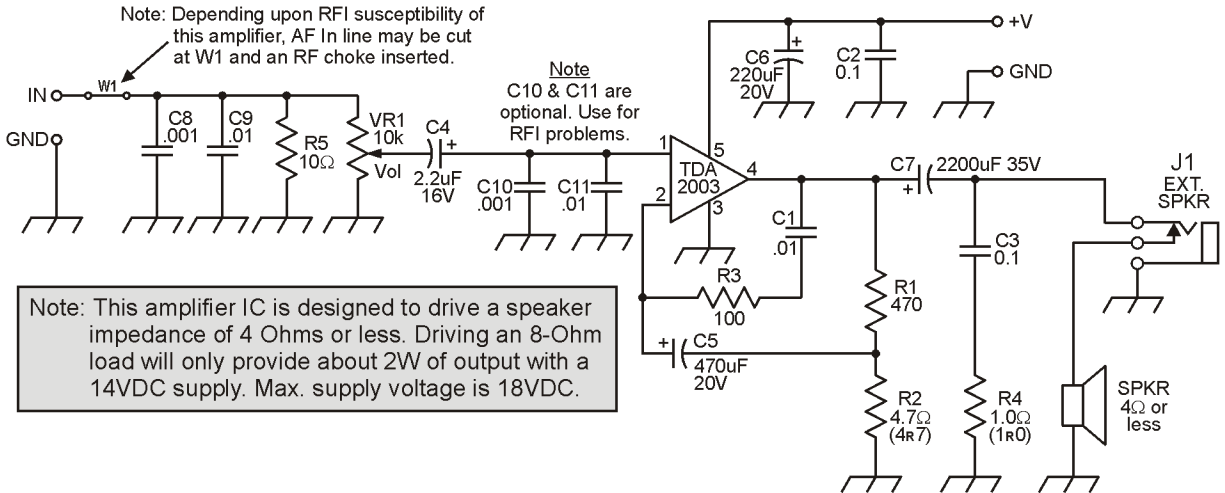 Note: Depending upon RFI susceptibility of
this amplifier, AF In line may be cut
at W1 and an RF choke inserted.
IN
W1
GND
C8
.001
C9
.01
R5
10Ω
VR1
10k
Vol
C4
+
2.2uF
16V
Note
C10 & C11 are
optional. Use for
RFI problems.
C10
.001
C11
.01
1
2
TDA
2003
5
4
3
+
C6
220uF
20V
C2
0.1
+V
GND
C1
.01
R3
100
+
C5
470uF
20V
R1
470
R2
4.7Ω
(4R7)
C7
+
2200uF 35V
C3
0.1
R4
1.0Ω
(1R0)
J1
EXT.
SPKR
SPKR
4Ω or
less
Note: This amplifier IC is designed to drive a speaker
impedance of 4 Ohms or less. Driving an 8-Ohm
load will only provide about 2W of output with a
14VDC supply. Max. supply voltage is 18VDC.